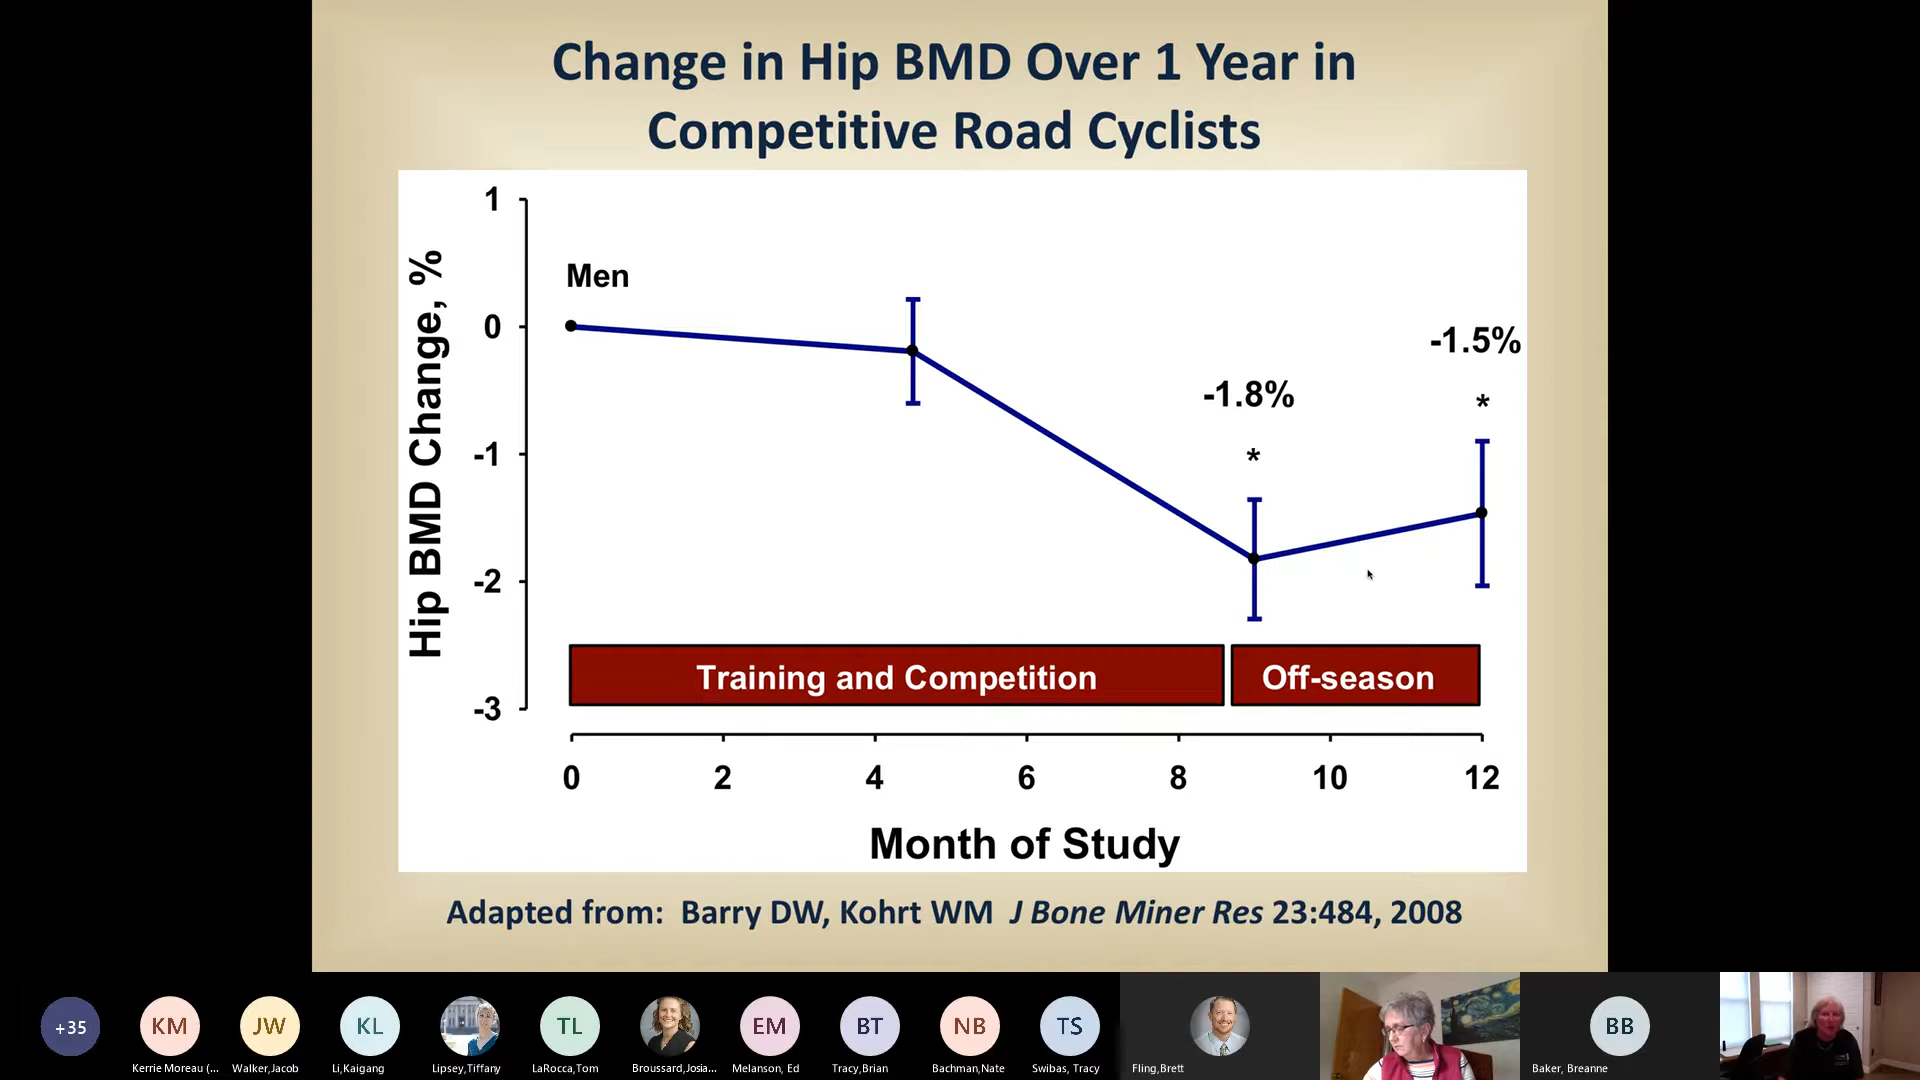 Change in Hip BMD Over 1 Year in
Competitive Road Cyclists
Hip BMD Change, %
1
0
-1
-2
-3
Men
-1.8%
*
-1.5%
*
Training and Competition
Off-season
0 2 4 6 8 10 12
Month of Study
Adapted from: Barry DW, Kohrt WM J Bone Miner Res 23:484, 2008
+35
KM
JW
KL
TL
EM
BT
NB
TS
BB
Kerrie Moreau (...
Walker,Jacob
Li,Kaigang
Lipsey,Tiffany
LaRocca,Tom
Broussard,Josia...
Melanson, Ed
Tracy,Brian
Bachman,Nate
Swibas, Tracy
Fling,Brett
Baker, Breanne